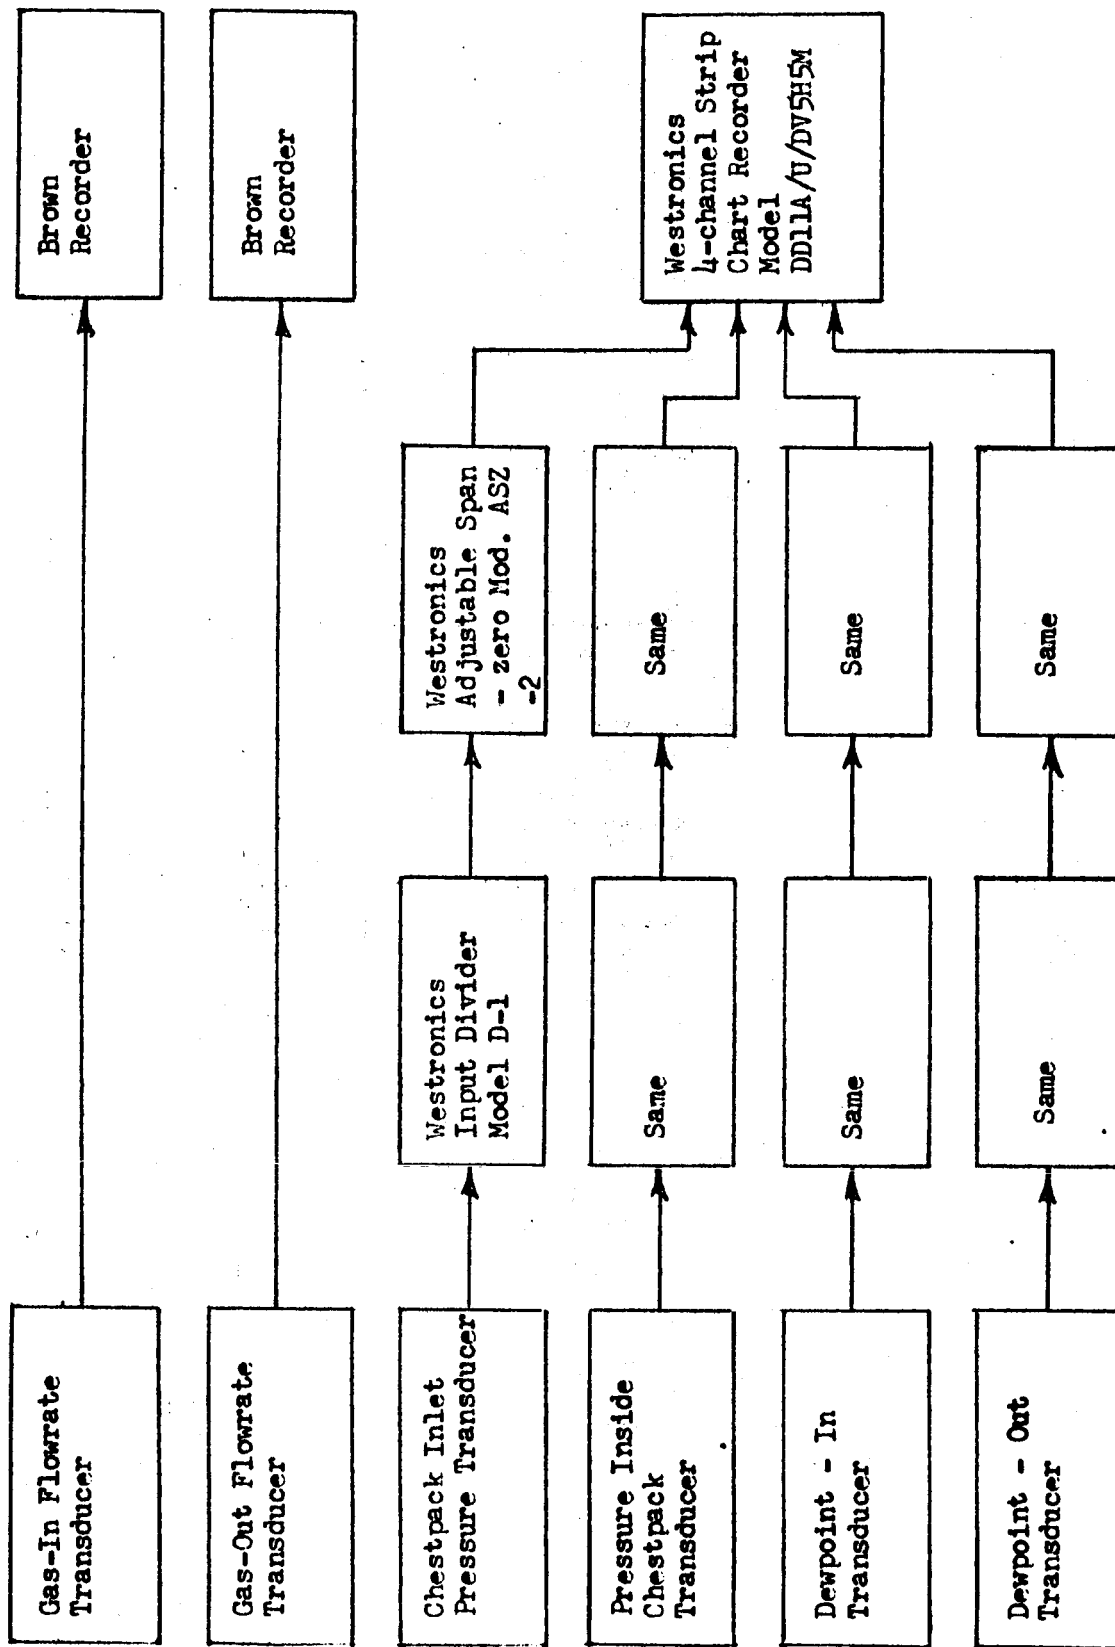 Gas-In Flowrate
Transducer
Brown
Recorder
Gas-Out Flowrate
Transducer
Brown
Recorder
Chestpack Inlet
Pressure Transducer
Westronics
Input Divider
Model D-1
Westronics
Adjustable Span
- zero Mod. ASZ
-2
Westronics
4-channel Strip
Chart Recorder
Model
DD11A/U/DV5H5M
Pressure Inside
Chestpack
Transducer
Same
Same
Dewpoint - In
Transducer
Same
Same
Dewpoint - Out
Transducer
Same
Same